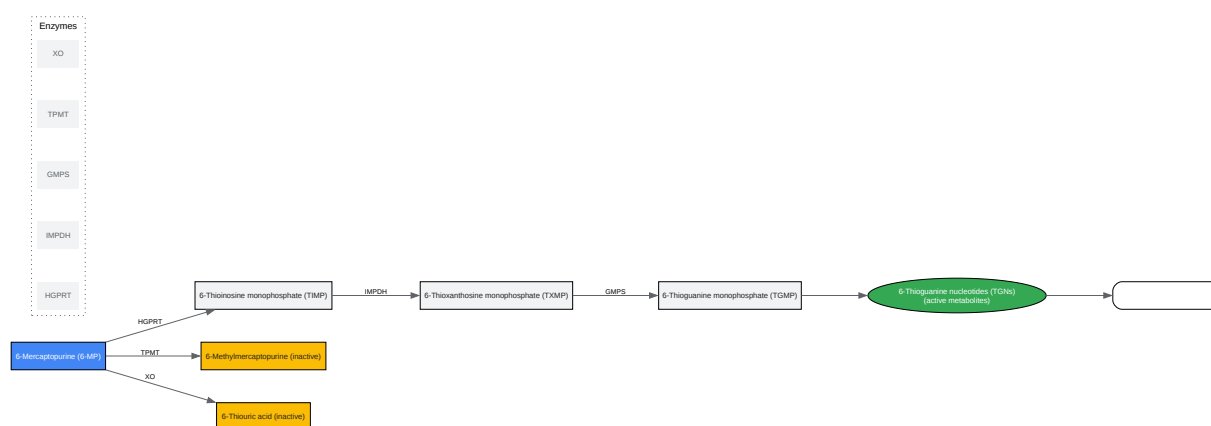 Enzymes
XO
TPMT
GMPS
IMPDH
HGPRT
6-Thioinosine monophosphate (TIMP)
IMPDH
6-Thioxanthosine monophosphate (TXMP)
GMPS
6-Thioguanine monophosphate (TGMP)
6-Thioguanine nucleotides (TGNs)
(active metabolites)
HGPRT
6-Mercaptopurine (6-MP)
TPMT
6-Methylmercaptopurine (inactive)
XO
6-Thiouric acid (inactive)